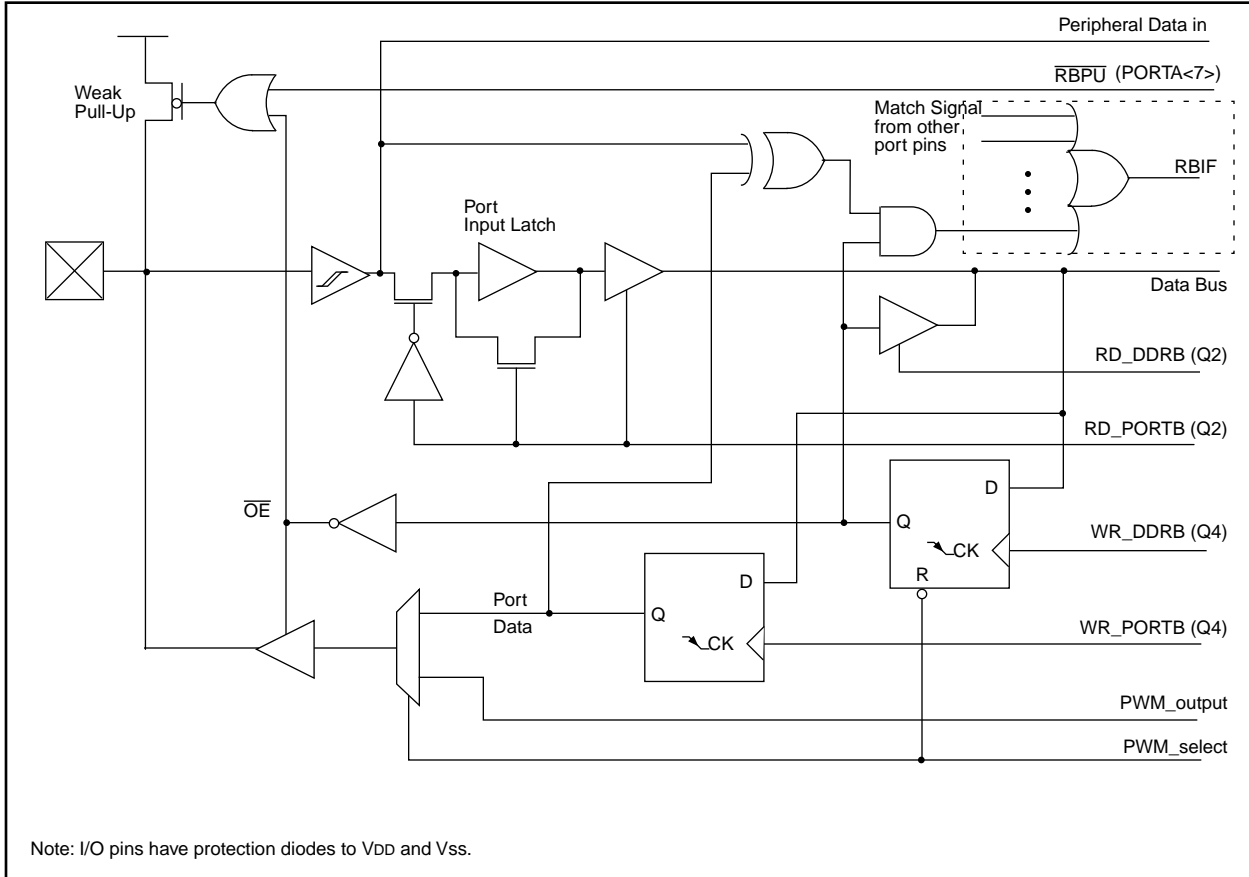 Peripheral Data in
RBPU (PORTA<7>)
Weak
Pull-Up
Match Signal
from other
port pins
RBIF
Port
Input Latch
Data Bus
RD_DDRB (Q2)
RD_PORTB (Q2)
OE
D
Q
CK
R
WR_DDRB (Q4)
Port
Data
D
Q
CK
WR_PORTB (Q4)
PWM_output
PWM_select
Note: I/O pins have protection diodes to VDD and Vss.